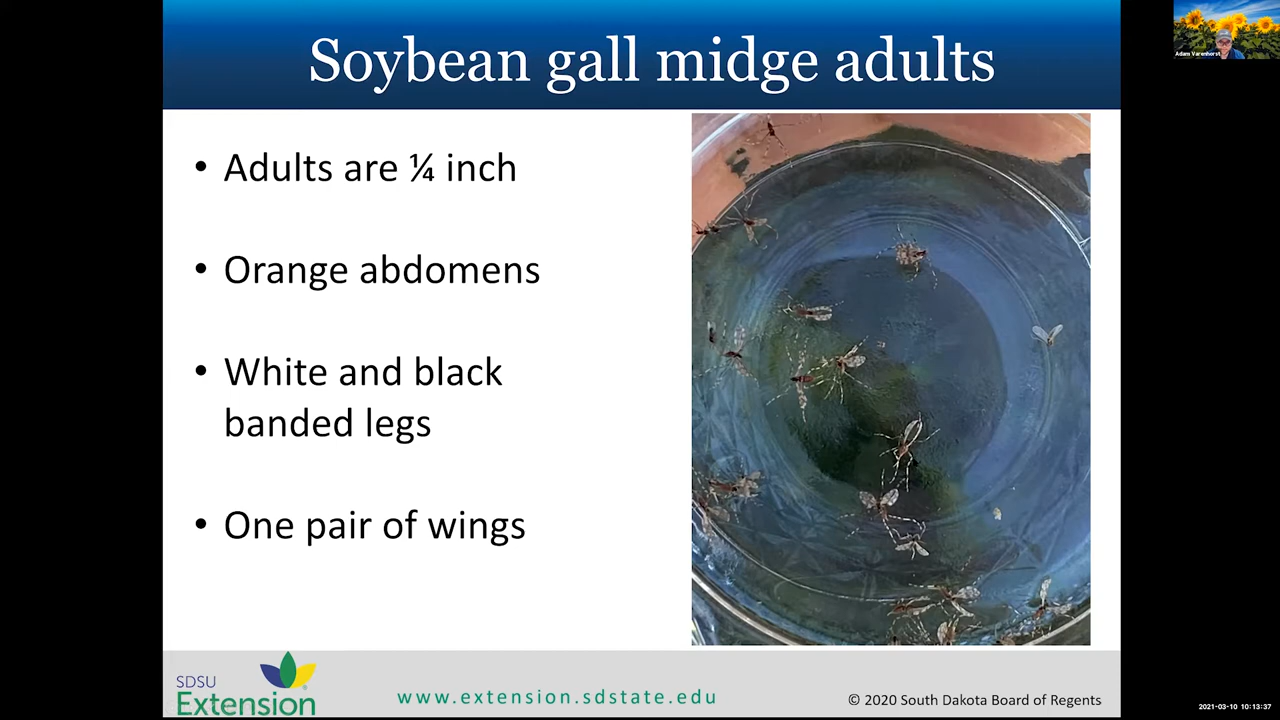 Soybean gall midge adults
Adam Varenhorst
• Adults are ¼ inch
• Orange abdomens
• White and black
banded legs
• One pair of wings
SDSU
Extension
www.extension.sdstate.edu
© 2020 South Dakota Board of Regents
2021-03-10 10:13:37